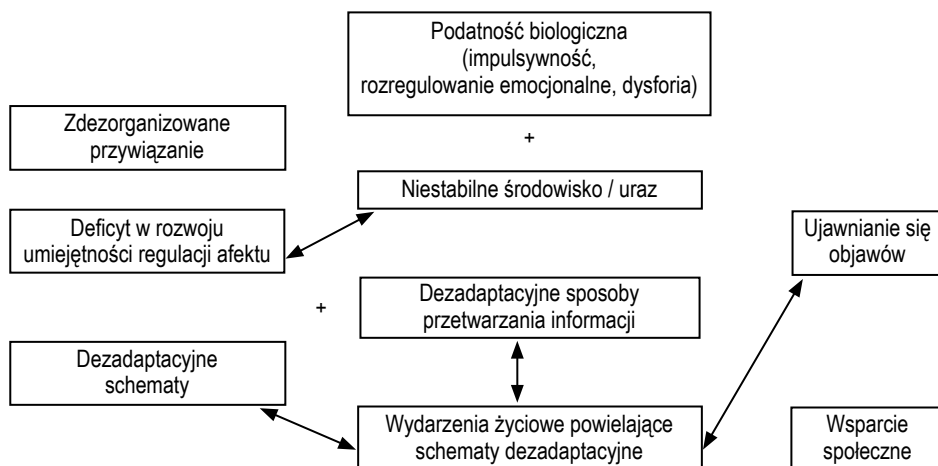 Podatność biologiczna
(impulsywność,
rozregulowanie emocjonalne, dysforia)
Zdezorganizowane
przywiązanie
+
Niestabilne środowisko / uraz
Deficyt w rozwoju
umiejętności regulacji afektu
Ujawnianie się
objawów
+
Dezadaptacyjne sposoby
przetwarzania informacji
Dezadaptacyjne
schematy
Wydarzenia życiowe powielające
schematy dezadaptacyjne
Wsparcie
społeczne